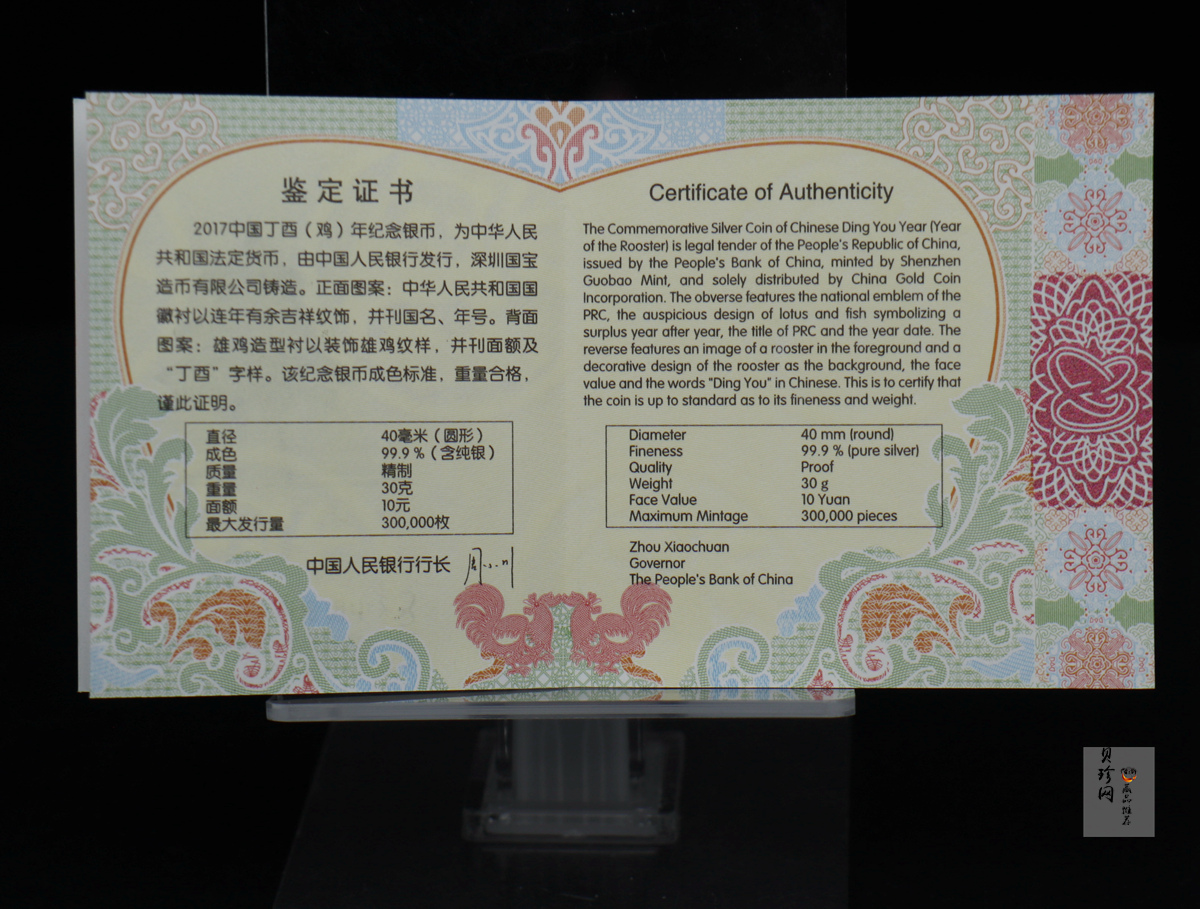 鉴定证书
2017中国丁酉（鸡）年纪念银币，为中华人民
共和国法定货币，由中国人民银行发行，深圳国宝
造币有限公司铸造。正面图案：中华人民共和国国
徽衬以连年有余吉祥纹饰，并刊国名、年号。背面
图案：雄鸡造型衬以装饰雄鸡纹样，并刊面额及
“丁酉”字样。该纪念银币成色标准，重量合格，
谨此证明。
直径 40毫米（圆形）
成色 99.9％（含纯银）
质量 精制
重量 30克
面额 10元
最大发行量 300,000枚
中国人民银行行长
Certificate of Authenticity
The Commemorative Silver Coin of Chinese Ding You Year (Year
of the Rooster) is legal tender of the People's Republic of China,
issued by the People's Bank of China, minted by Shenzhen
Guobao Mint, and solely distributed by China Gold Coin
Incorporation. The obverse features the national emblem of the
PRC, the auspicious design of lotus and fish symbolizing a
surplus year after year, the title of PRC and the year date. The
reverse features an image of a rooster in the foreground and a
decorative design of the rooster as the background, the face
value and the words "Ding You" in Chinese. This is to certify that
the coin is up to standard as to its fineness and weight.
Diameter 40 mm (round)
Fineness 99.9 % (pure silver)
Quality Proof
Weight 30 g
Face Value 10 Yuan
Maximum Mintage 300,000 pieces
Zhou Xiaochuan
Governor
The People's Bank of China
贝珍网
藏品推荐